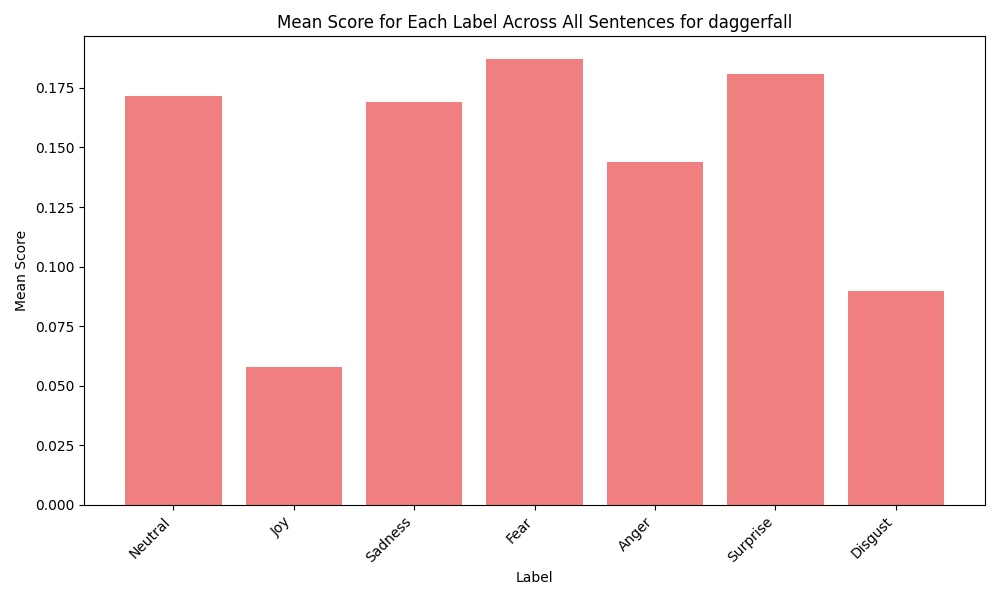 Mean Score for Each Label Across All Sentences for daggerfall
Mean Score
0.175
0.150
0.125
0.100
0.075
0.050
0.025
0.000
Neutral
Joy
Sadness
Fear
Anger
Surprise
Disgust
Label